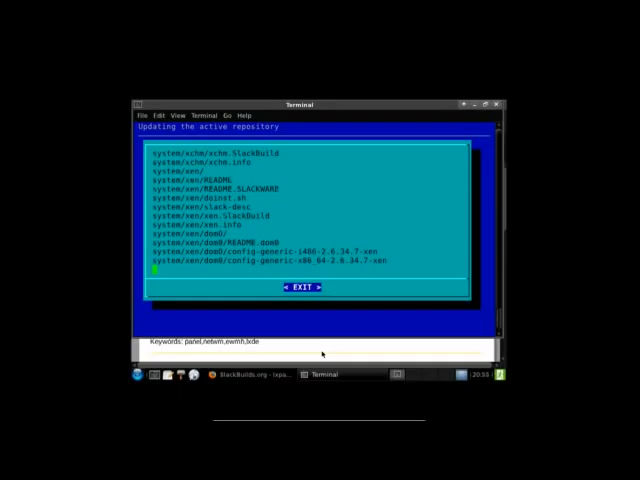 Terminal
File Edit View Terminal Go Help
Updating the active repository
system/xchm/xchm.SlackBuild
system/xchm/xchm.info
system/xen/
system/xen/README
system/xen/README.SLACKWARE
system/xen/doinst.sh
system/xen/slack-desc
system/xen/xen.SlackBuild
system/xen/xen.info
system/xen/dom0/
system/xen/dom0/README.dom0
system/xen/dom0/config-generic-i486-2.6.34.7-xen
system/xen/dom0/config-generic-x86_64-2.6.34.7-xen
< EXIT >
Keywords: panel,netwm,ewmh,lxde
SlackBuilds.org - lxpa... Terminal 20:55